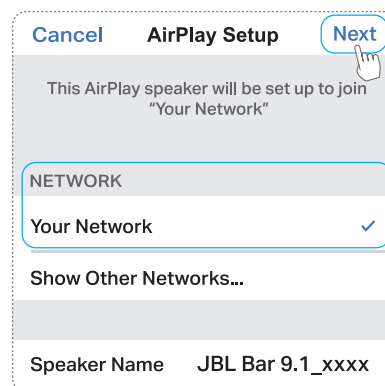 Cancel AirPlay Setup Next
This AirPlay speaker will be set up to join
“Your Network”
NETWORK
Your Network
Show Other Networks...
Speaker Name JBL Bar 9.1_xxxx